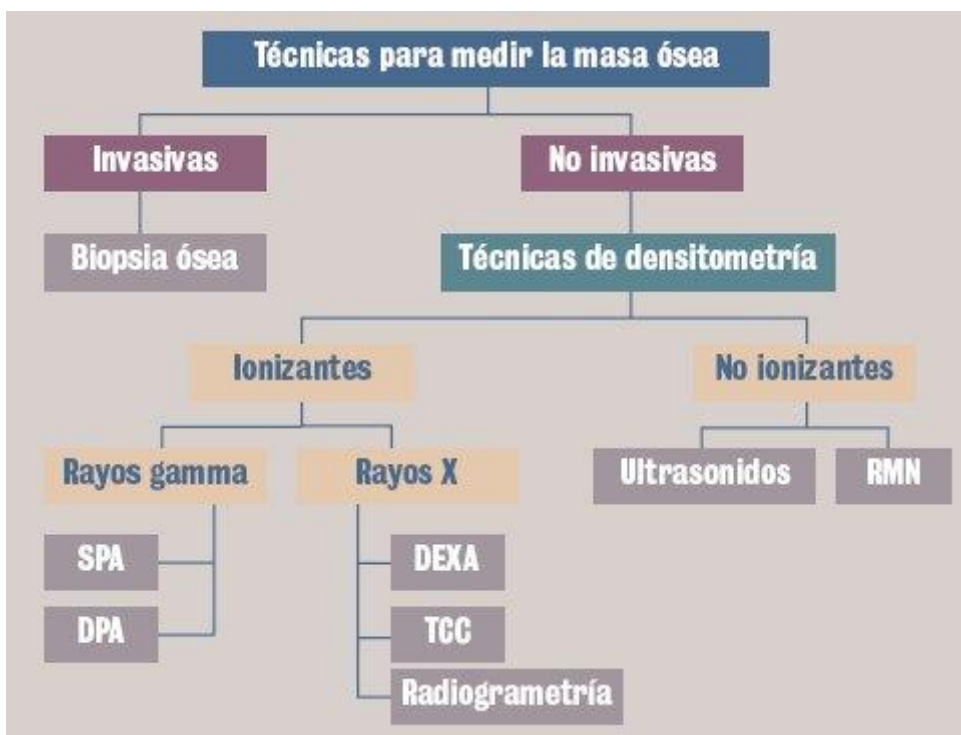 Técnicas para medir la masa ósea
Invasivas
No invasivas
Biopsia ósea
Técnicas de densitometría
Ionizantes
No ionizantes
Rayos gamma
Rayos X
Ultrasonidos
RMN
SPA
DEXA
DPA
TCC
Radiogrametría